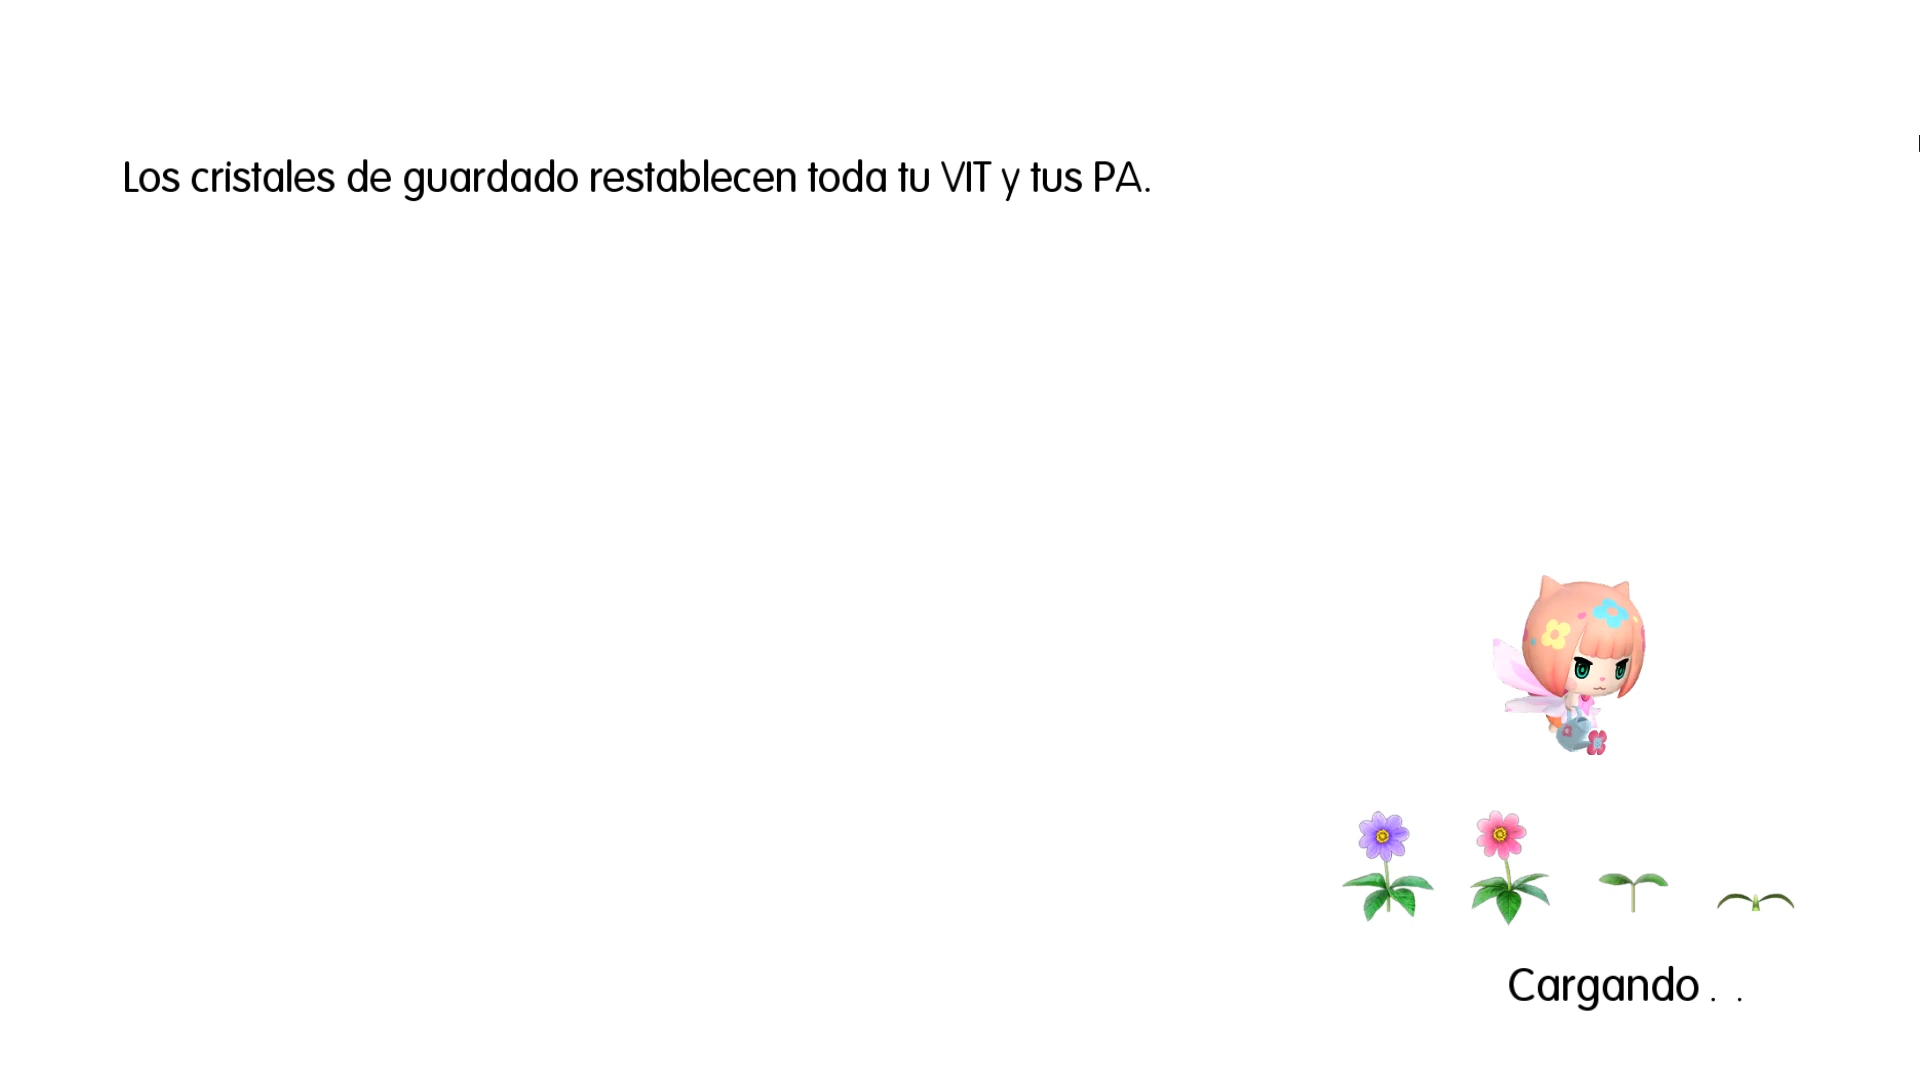 Los cristales de guardado restablecen toda tu VIT y tus PA.
Cargando . .